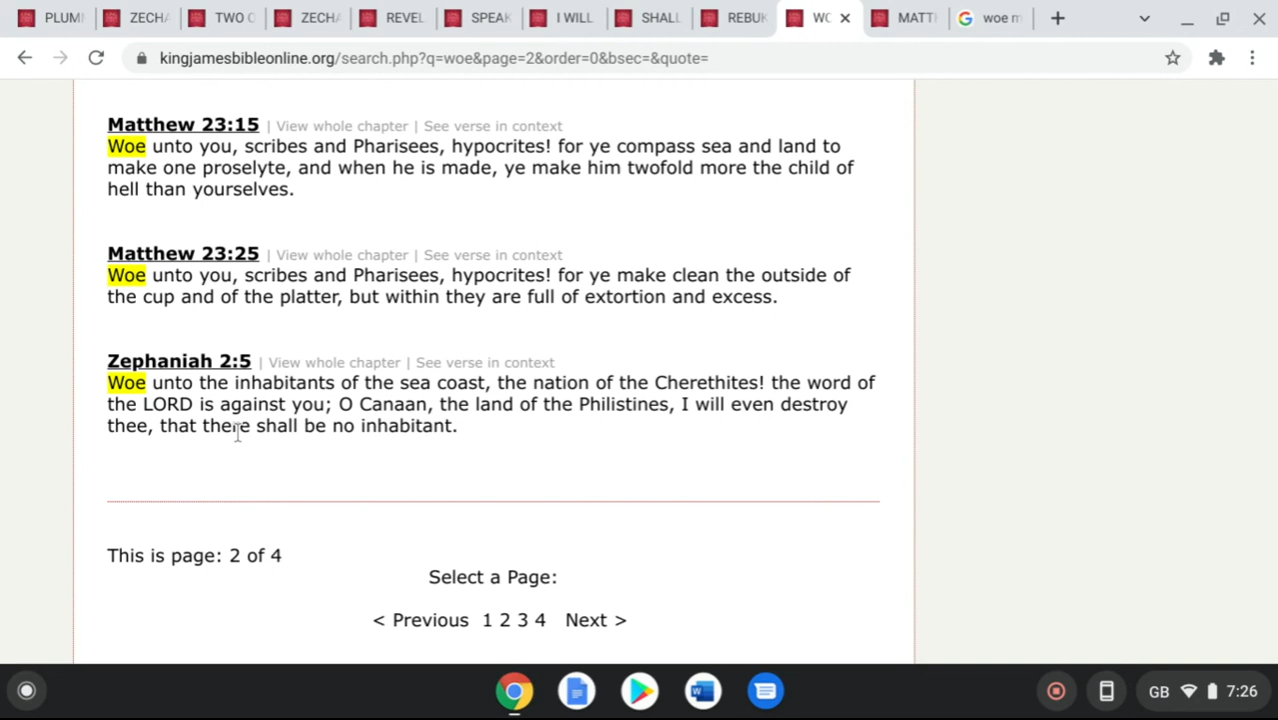 PLUM
ZECHA
TWO
ZECHA
REVEL
SPEAK
I WILL
SHALL
REBUK
WO
MATT
woe m
kingjamesbibleonline.org/search.php?q=woe&page=2&order=0&bsec=&quote=
Matthew 23:15 | View whole chapter | See verse in context
Woe unto you, scribes and Pharisees, hypocrites! for ye compass sea and land to
make one proselyte, and when he is made, ye make him twofold more the child of
hell than yourselves.
Matthew 23:25 | View whole chapter | See verse in context
Woe unto you, scribes and Pharisees, hypocrites! for ye make clean the outside of
the cup and of the platter, but within they are full of extortion and excess.
Zephaniah 2:5 | View whole chapter | See verse in context
Woe unto the inhabitants of the sea coast, the nation of the Cherethites! the word of
the LORD is against you; O Canaan, the land of the Philistines, I will even destroy
thee, that there shall be no inhabitant.
This is page: 2 of 4
Select a Page:
< Previous 1 2 3 4 Next >
GB 7:26